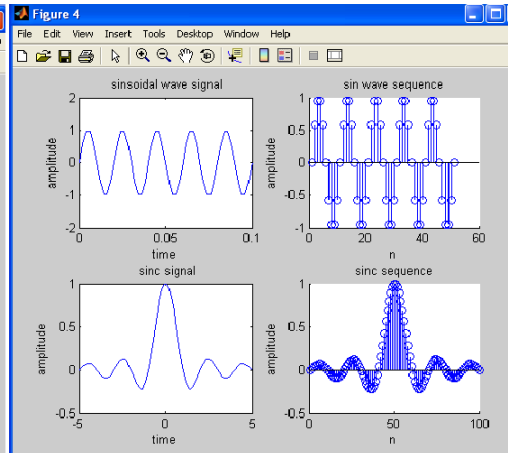 Figure 4
File Edit View Insert Tools Desktop Window Help
sinsoidal wave signal
2
1
0
-1
-2
amplitude
0 0.05 0.1
time
sin wave sequence
1
0.5
0
-0.5
-1
amplitude
0 20 40 60
n
sinc signal
1
0.5
0
-0.5
amplitude
-5 0 5
time
sinc sequence
1
0.5
0
-0.5
amplitude
0 50 100
n